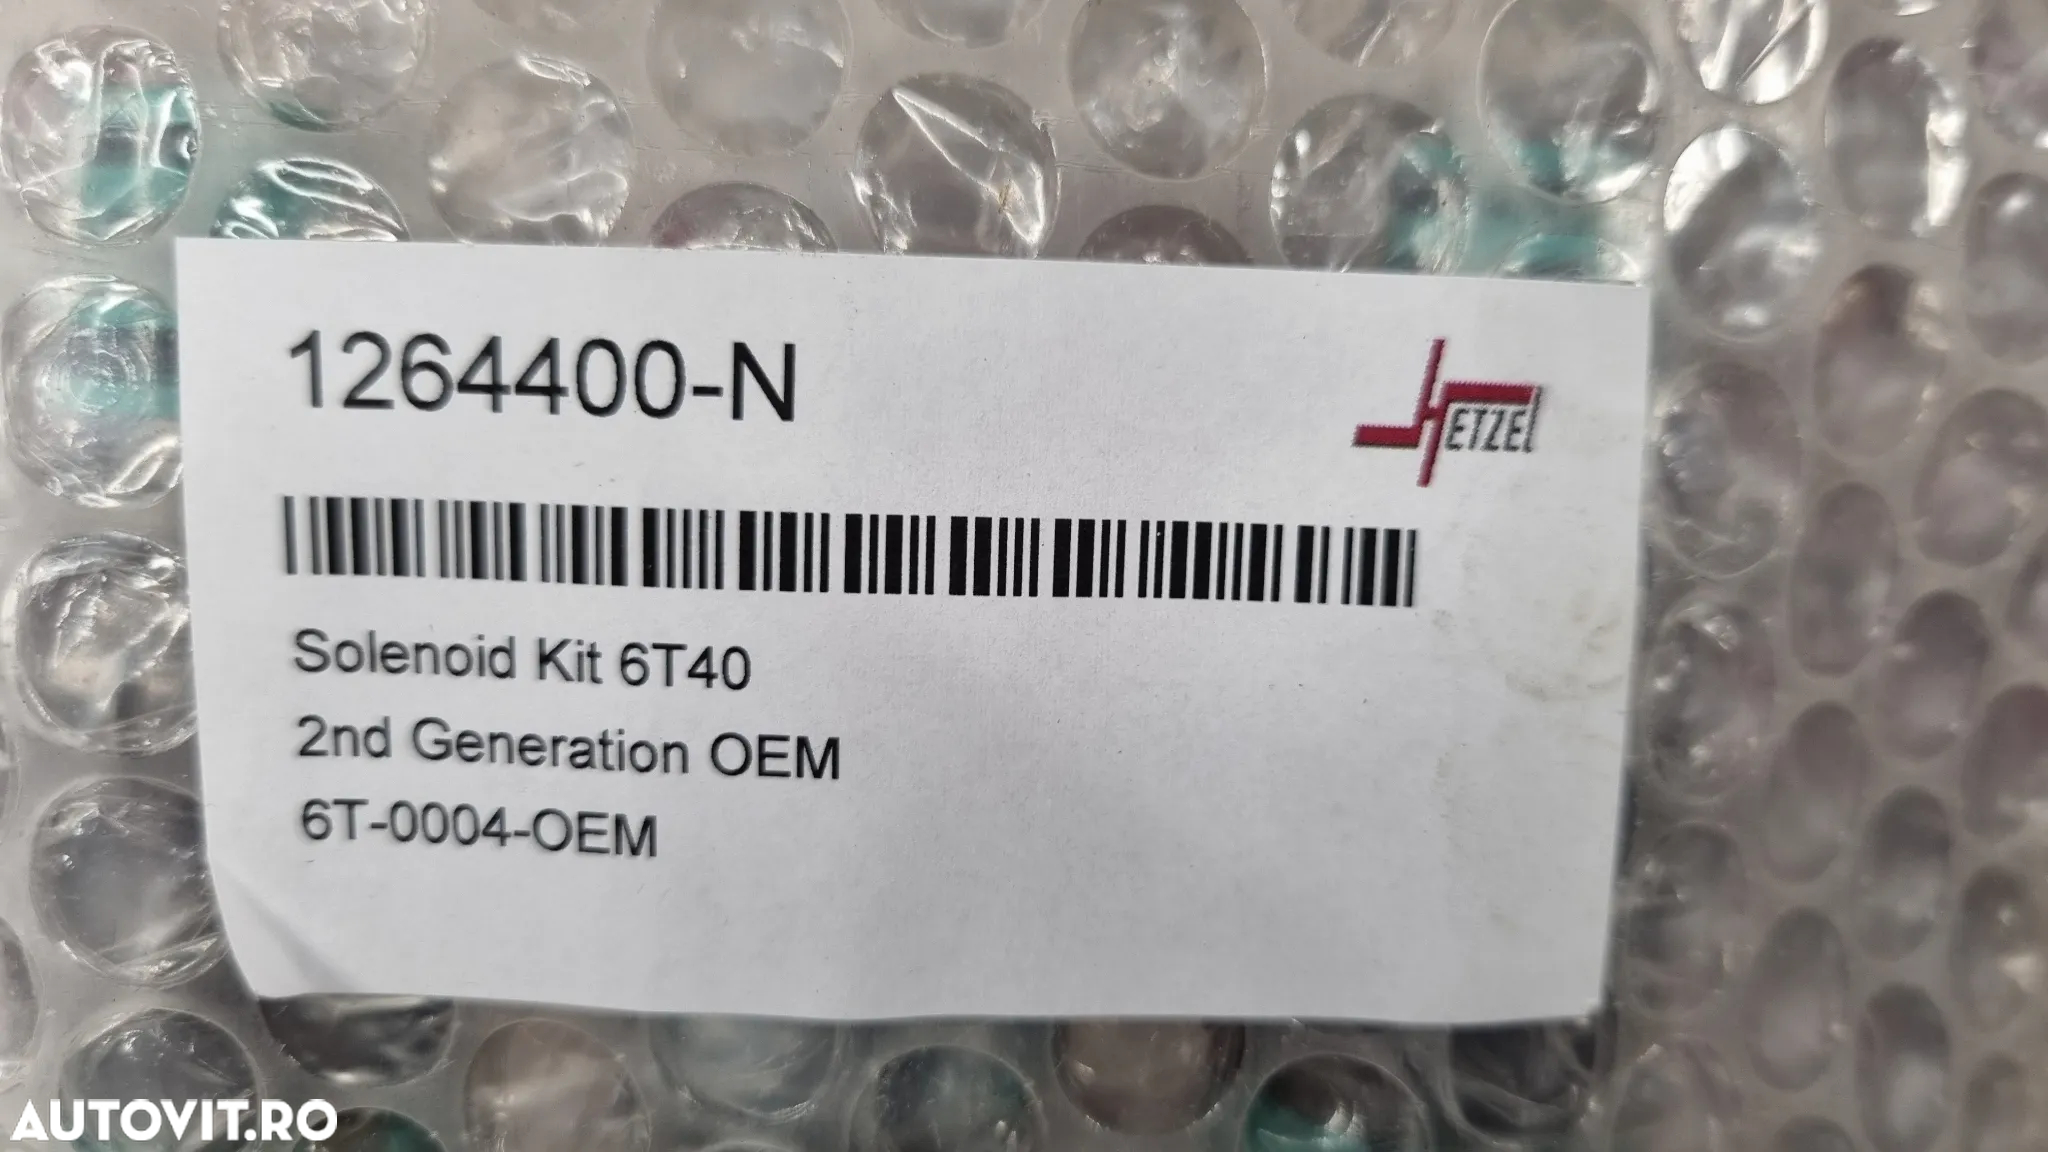 1264400-N
HETZEL
Solenoid Kit 6T40
2nd Generation OEM
6T-0004-OEM
AUTOVIT.RO